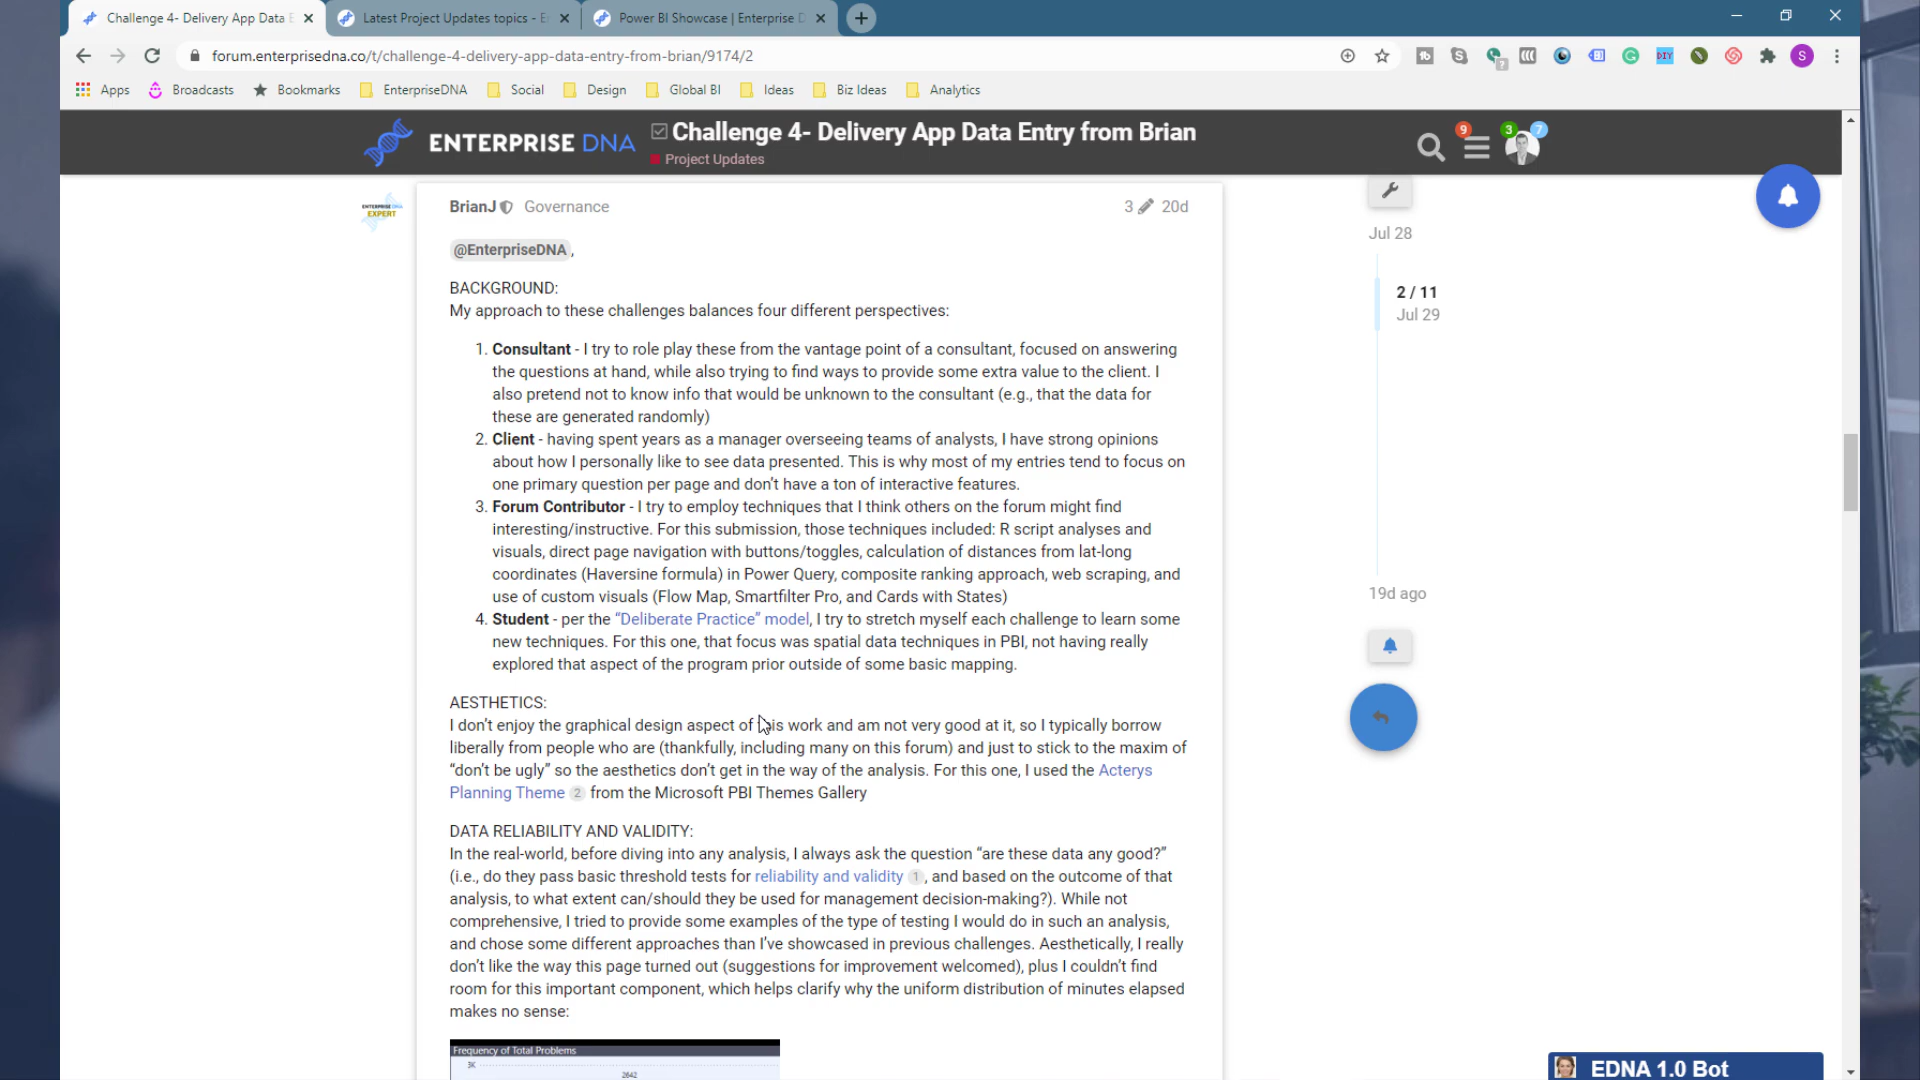 Challenge 4- Delivery App Data E
Latest Project Updates topics - E
Power BI Showcase | Enterprise D
forum.enterprisedna.co/t/challenge-4-delivery-app-data-entry-from-brian/9174/2
S
Apps
Broadcasts
Bookmarks
EnterpriseDNA
Social
Design
Global BI
Ideas
Biz Ideas
Analytics
ENTERPRISE DNA
Challenge 4- Delivery App Data Entry from Brian
Project Updates
9
3
7
ENTERPRISE DNA
EXPERT
BrianJ Governance
3 20d
@EnterpriseDNA ,
BACKGROUND:
My approach to these challenges balances four different perspectives:
1. Consultant - I try to role play these from the vantage point of a consultant, focused on answering
the questions at hand, while also trying to find ways to provide some extra value to the client. I
also pretend not to know info that would be unknown to the consultant (e.g., that the data for
these are generated randomly)
2. Client - having spent years as a manager overseeing teams of analysts, I have strong opinions
about how I personally like to see data presented. This is why most of my entries tend to focus on
one primary question per page and don't have a ton of interactive features.
3. Forum Contributor - I try to employ techniques that I think others on the forum might find
interesting/instructive. For this submission, those techniques included: R script analyses and
visuals, direct page navigation with buttons/toggles, calculation of distances from lat-long
coordinates (Haversine formula) in Power Query, composite ranking approach, web scraping, and
use of custom visuals (Flow Map, Smartfilter Pro, and Cards with States)
4. Student - per the "Deliberate Practice" model, I try to stretch myself each challenge to learn some
new techniques. For this one, that focus was spatial data techniques in PBI, not having really
explored that aspect of the program prior outside of some basic mapping.
AESTHETICS:
I don't enjoy the graphical design aspect of this work and am not very good at it, so I typically borrow
liberally from people who are (thankfully, including many on this forum) and just to stick to the maxim of
"don't be ugly" so the aesthetics don't get in the way of the analysis. For this one, I used the Acterys
Planning Theme 2 from the Microsoft PBI Themes Gallery
DATA RELIABILITY AND VALIDITY:
In the real-world, before diving into any analysis, I always ask the question "are these data any good?"
(i.e., do they pass basic threshold tests for reliability and validity 1 , and based on the outcome of that
analysis, to what extent can/should they be used for management decision-making?). While not
comprehensive, I tried to provide some examples of the type of testing I would do in such an analysis,
and chose some different approaches than I've showcased in previous challenges. Aesthetically, I really
don't like the way this page turned out (suggestions for improvement welcomed), plus I couldn't find
room for this important component, which helps clarify why the uniform distribution of minutes elapsed
makes no sense:
Frequency of Total Problems
3K
2642
Jul 28
2 / 11
Jul 29
19d ago
EDNA 1.0 Bot